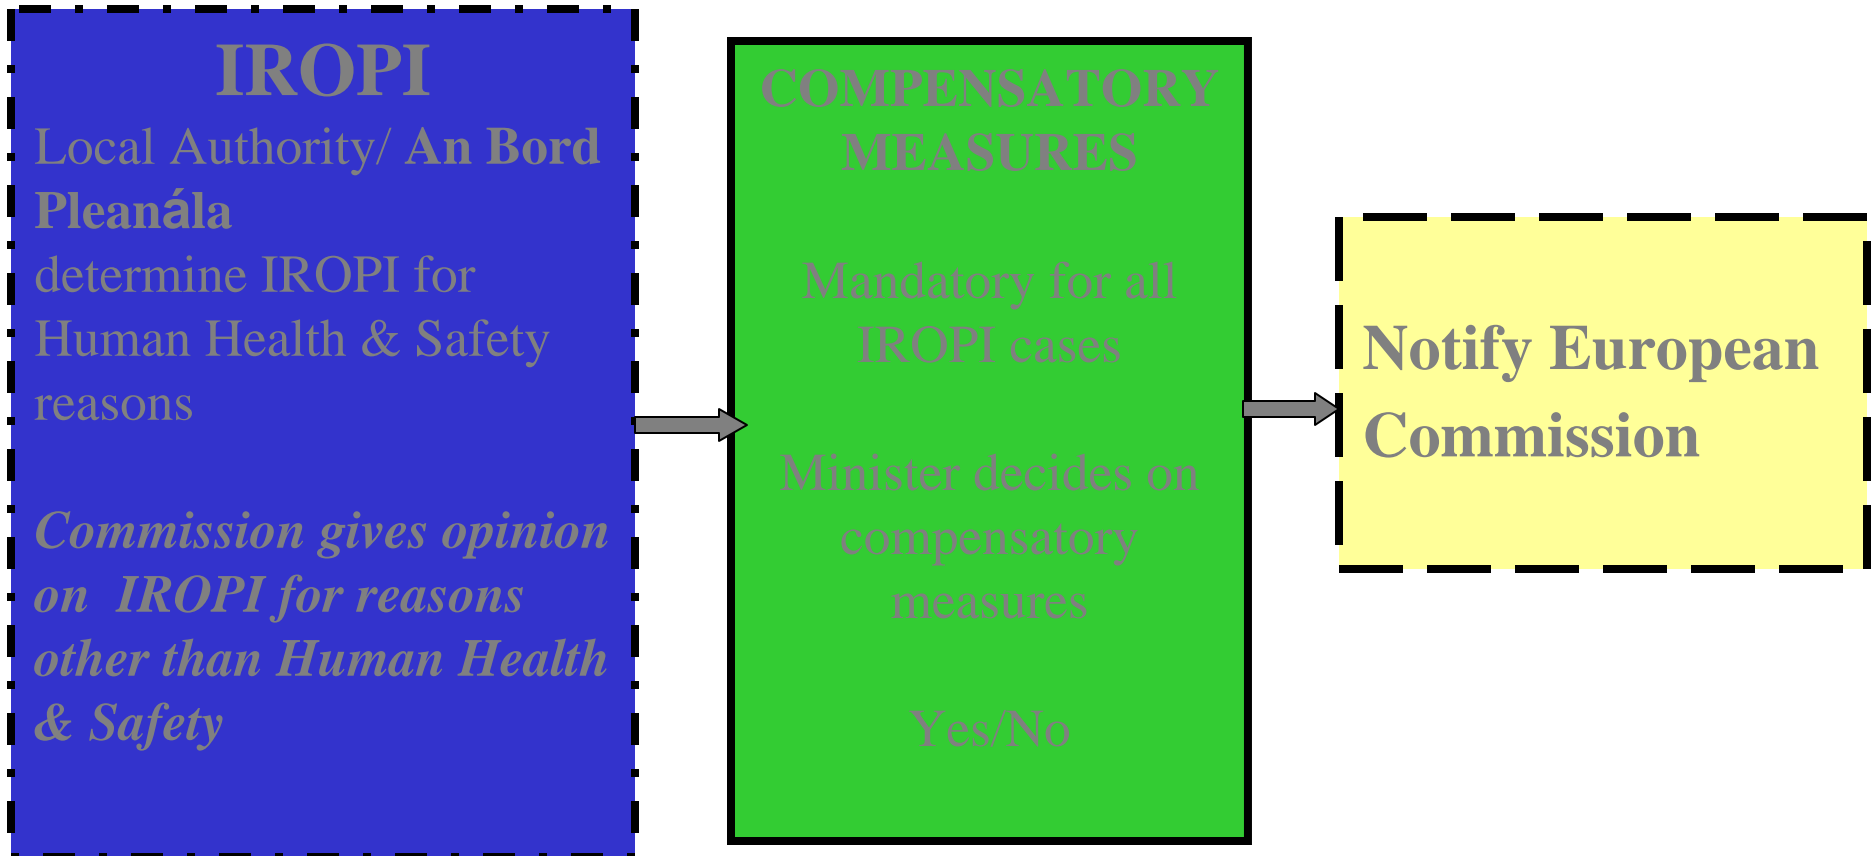 IROPI
Local Authority/ An Bord
Pleanála
determine IROPI for
Human Health & Safety
reasons
Commission gives opinion
on IROPI for reasons
other than Human Health
& Safety
COMPENSATORY
MEASURES
Mandatory for all
IROPI cases
Minister decides on
compensatory
measures
Yes/No
Notify European
Commission